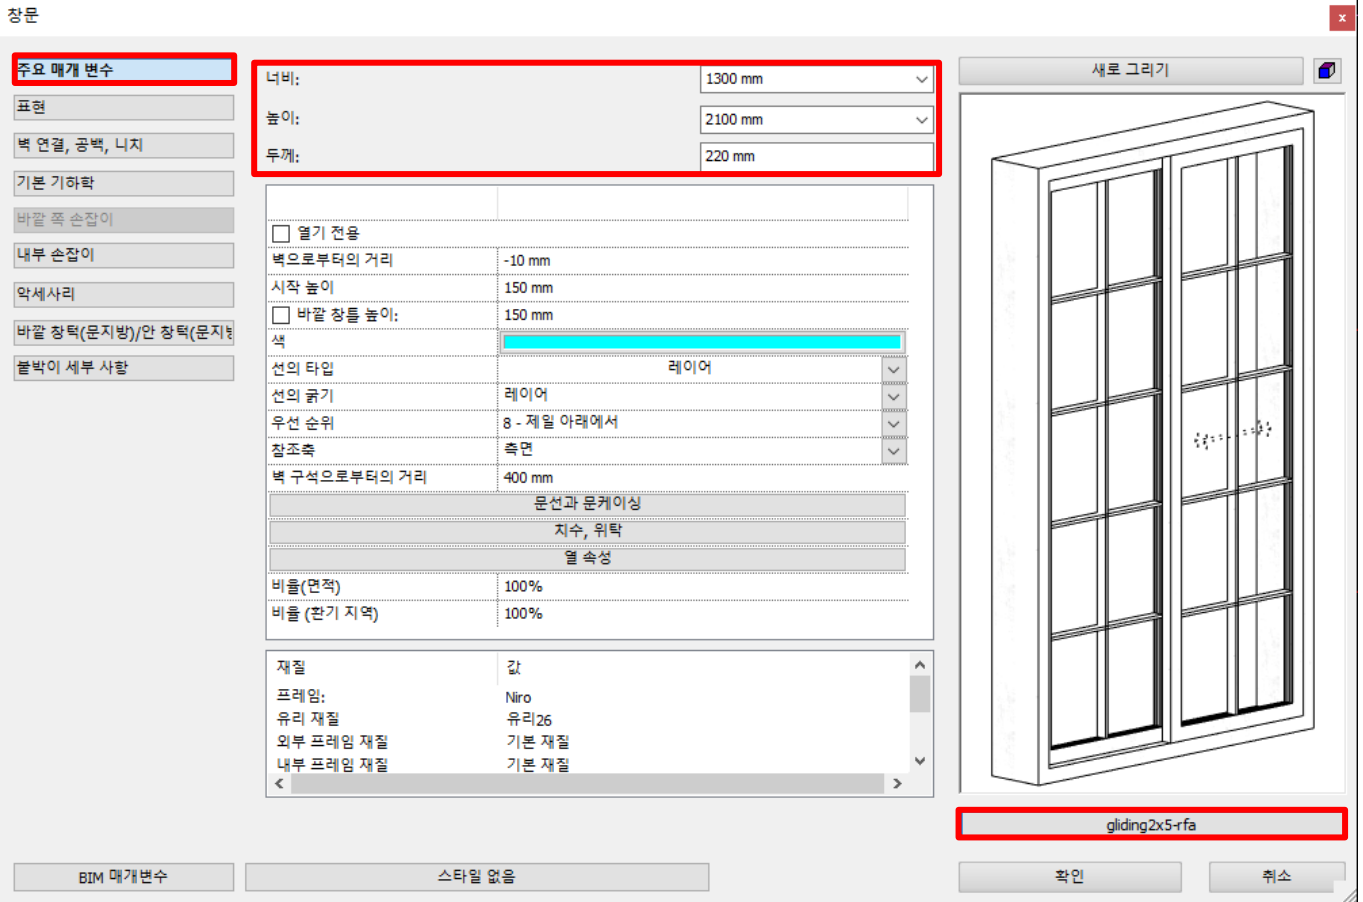 창문
x
주요 매개 변수
표현
벽 연결, 공백, 니치
기본 기하학
바깥 쪽 손잡이
내부 손잡이
악세사리
바깥 창턱(문지방)/안 창턱(문지방
붙박이 세부 사항
너비: 1300 mm
높이: 2100 mm
두께: 220 mm
열기 전용
벽으로부터의 거리 -10 mm
시작 높이 150 mm
바깥 창틀 높이: 150 mm
색
선의 타입 레이어
선의 굵기 레이어
우선 순위 8 - 제일 아래에서
참조축 측면
벽 구석으로부터의 거리 400 mm
문선과 문케이싱
치수, 위탁
열 속성
비율(면적) 100%
비율 (환기 지역) 100%
재질 값
프레임: Niro
유리 재질 유리26
외부 프레임 재질 기본 재질
내부 프레임 재질 기본 재질
새로 그리기
gliding2x5-rfa
BIM 매개변수
스타일 없음
확인
취소